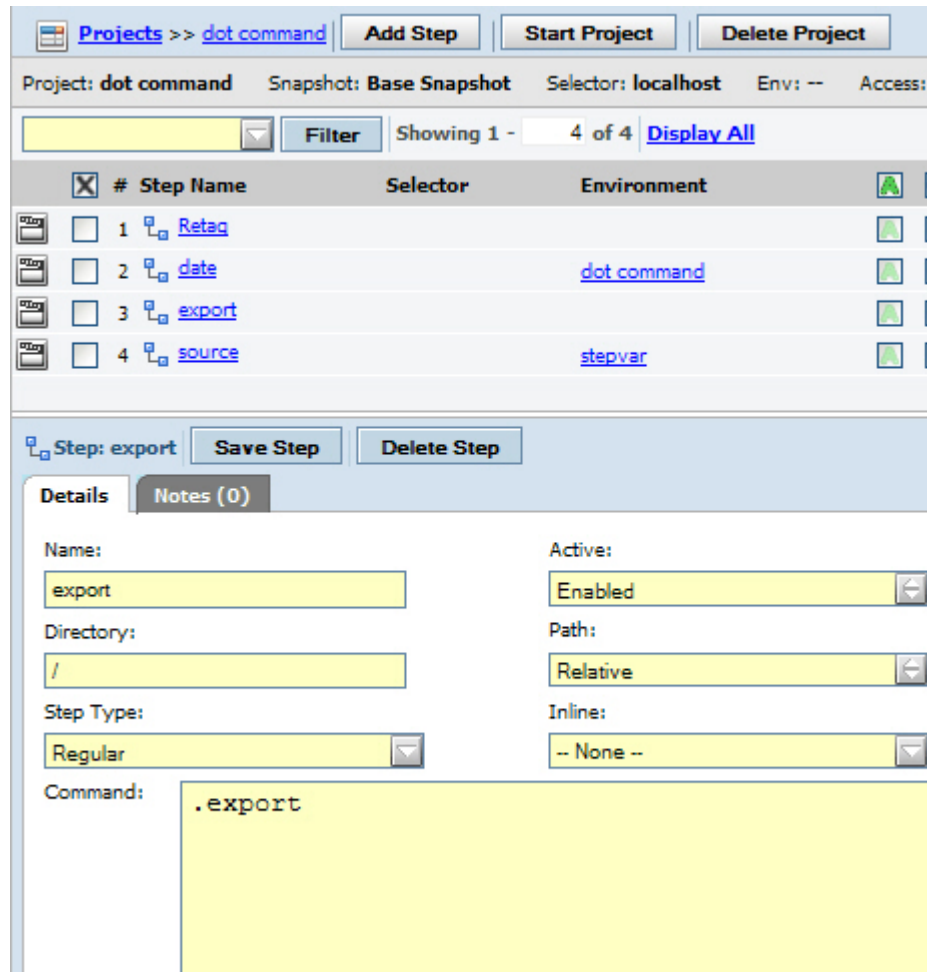 Projects >> dot command Add Step Start Project Delete Project
Project: dot command Snapshot: Base Snapshot Selector: localhost Env: -- Access:
Filter Showing 1 - 4 of 4 Display All
# Step Name Selector Environment
1 Retag
2 date dot command
3 export
4 source stepvar
Step: export Save Step Delete Step
Details Notes (0)
Name: Active:
export Enabled
Directory: Path:
/ Relative
Step Type: Inline:
Regular -- None --
Command: .export